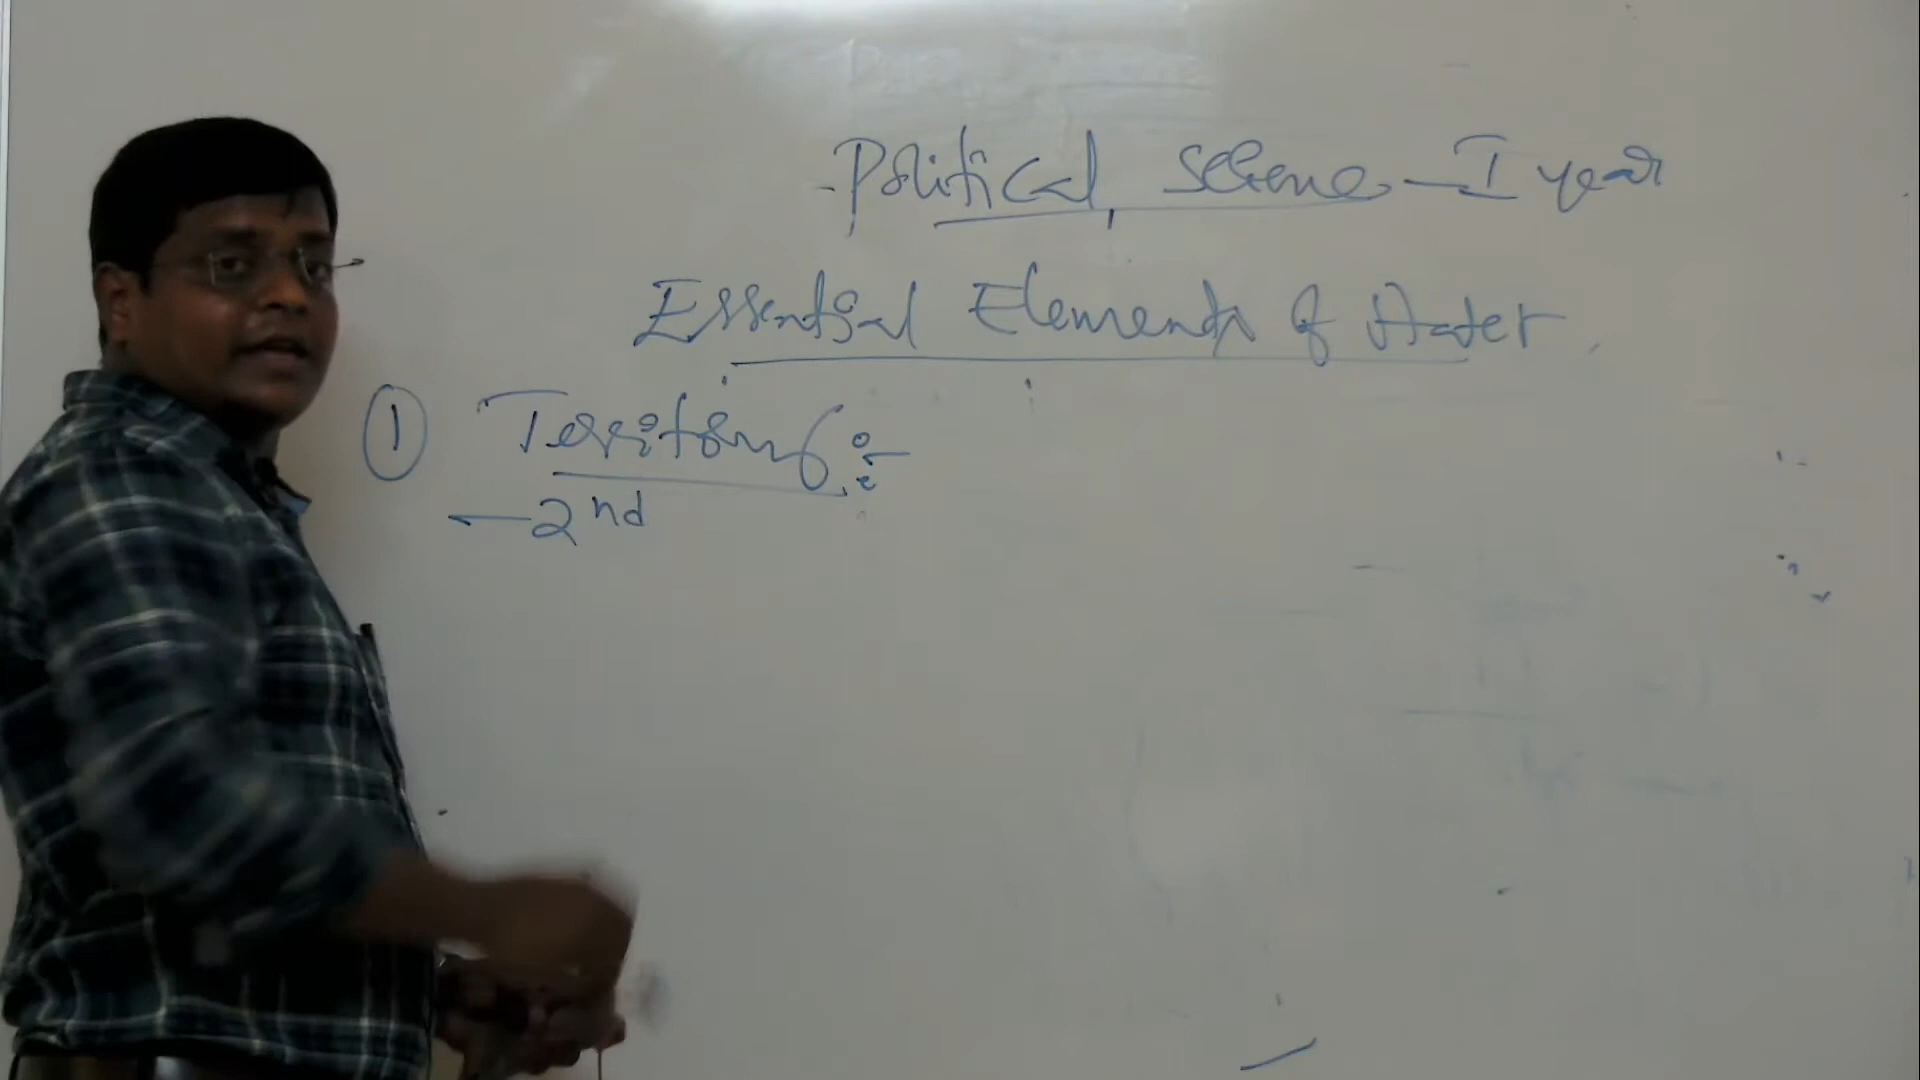 Political Science - I year
Essential Elements of State
① Territory :-
- 2nd